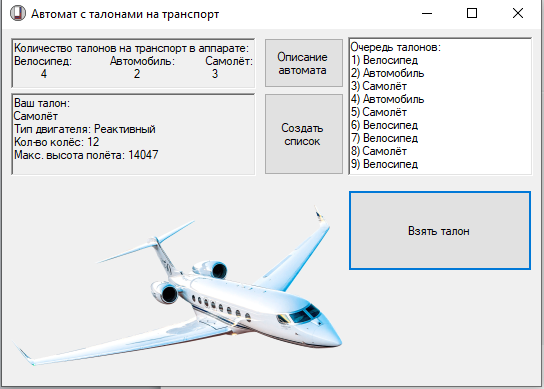 Автомат с талонами на транспорт
Количество талонов на транспорт в аппарате:
Велосипед: Автомобиль: Самолёт:
4 2 3
Описание
автомата
Ваш талон:
Самолёт
Тип двигателя: Реактивный
Кол-во колёс: 12
Макс. высота полёта: 14047
Создать
список
Очередь талонов:
1) Велосипед
2) Автомобиль
3) Самолёт
4) Автомобиль
5) Самолёт
6) Велосипед
7) Велосипед
8) Самолёт
9) Велосипед
Взять талон